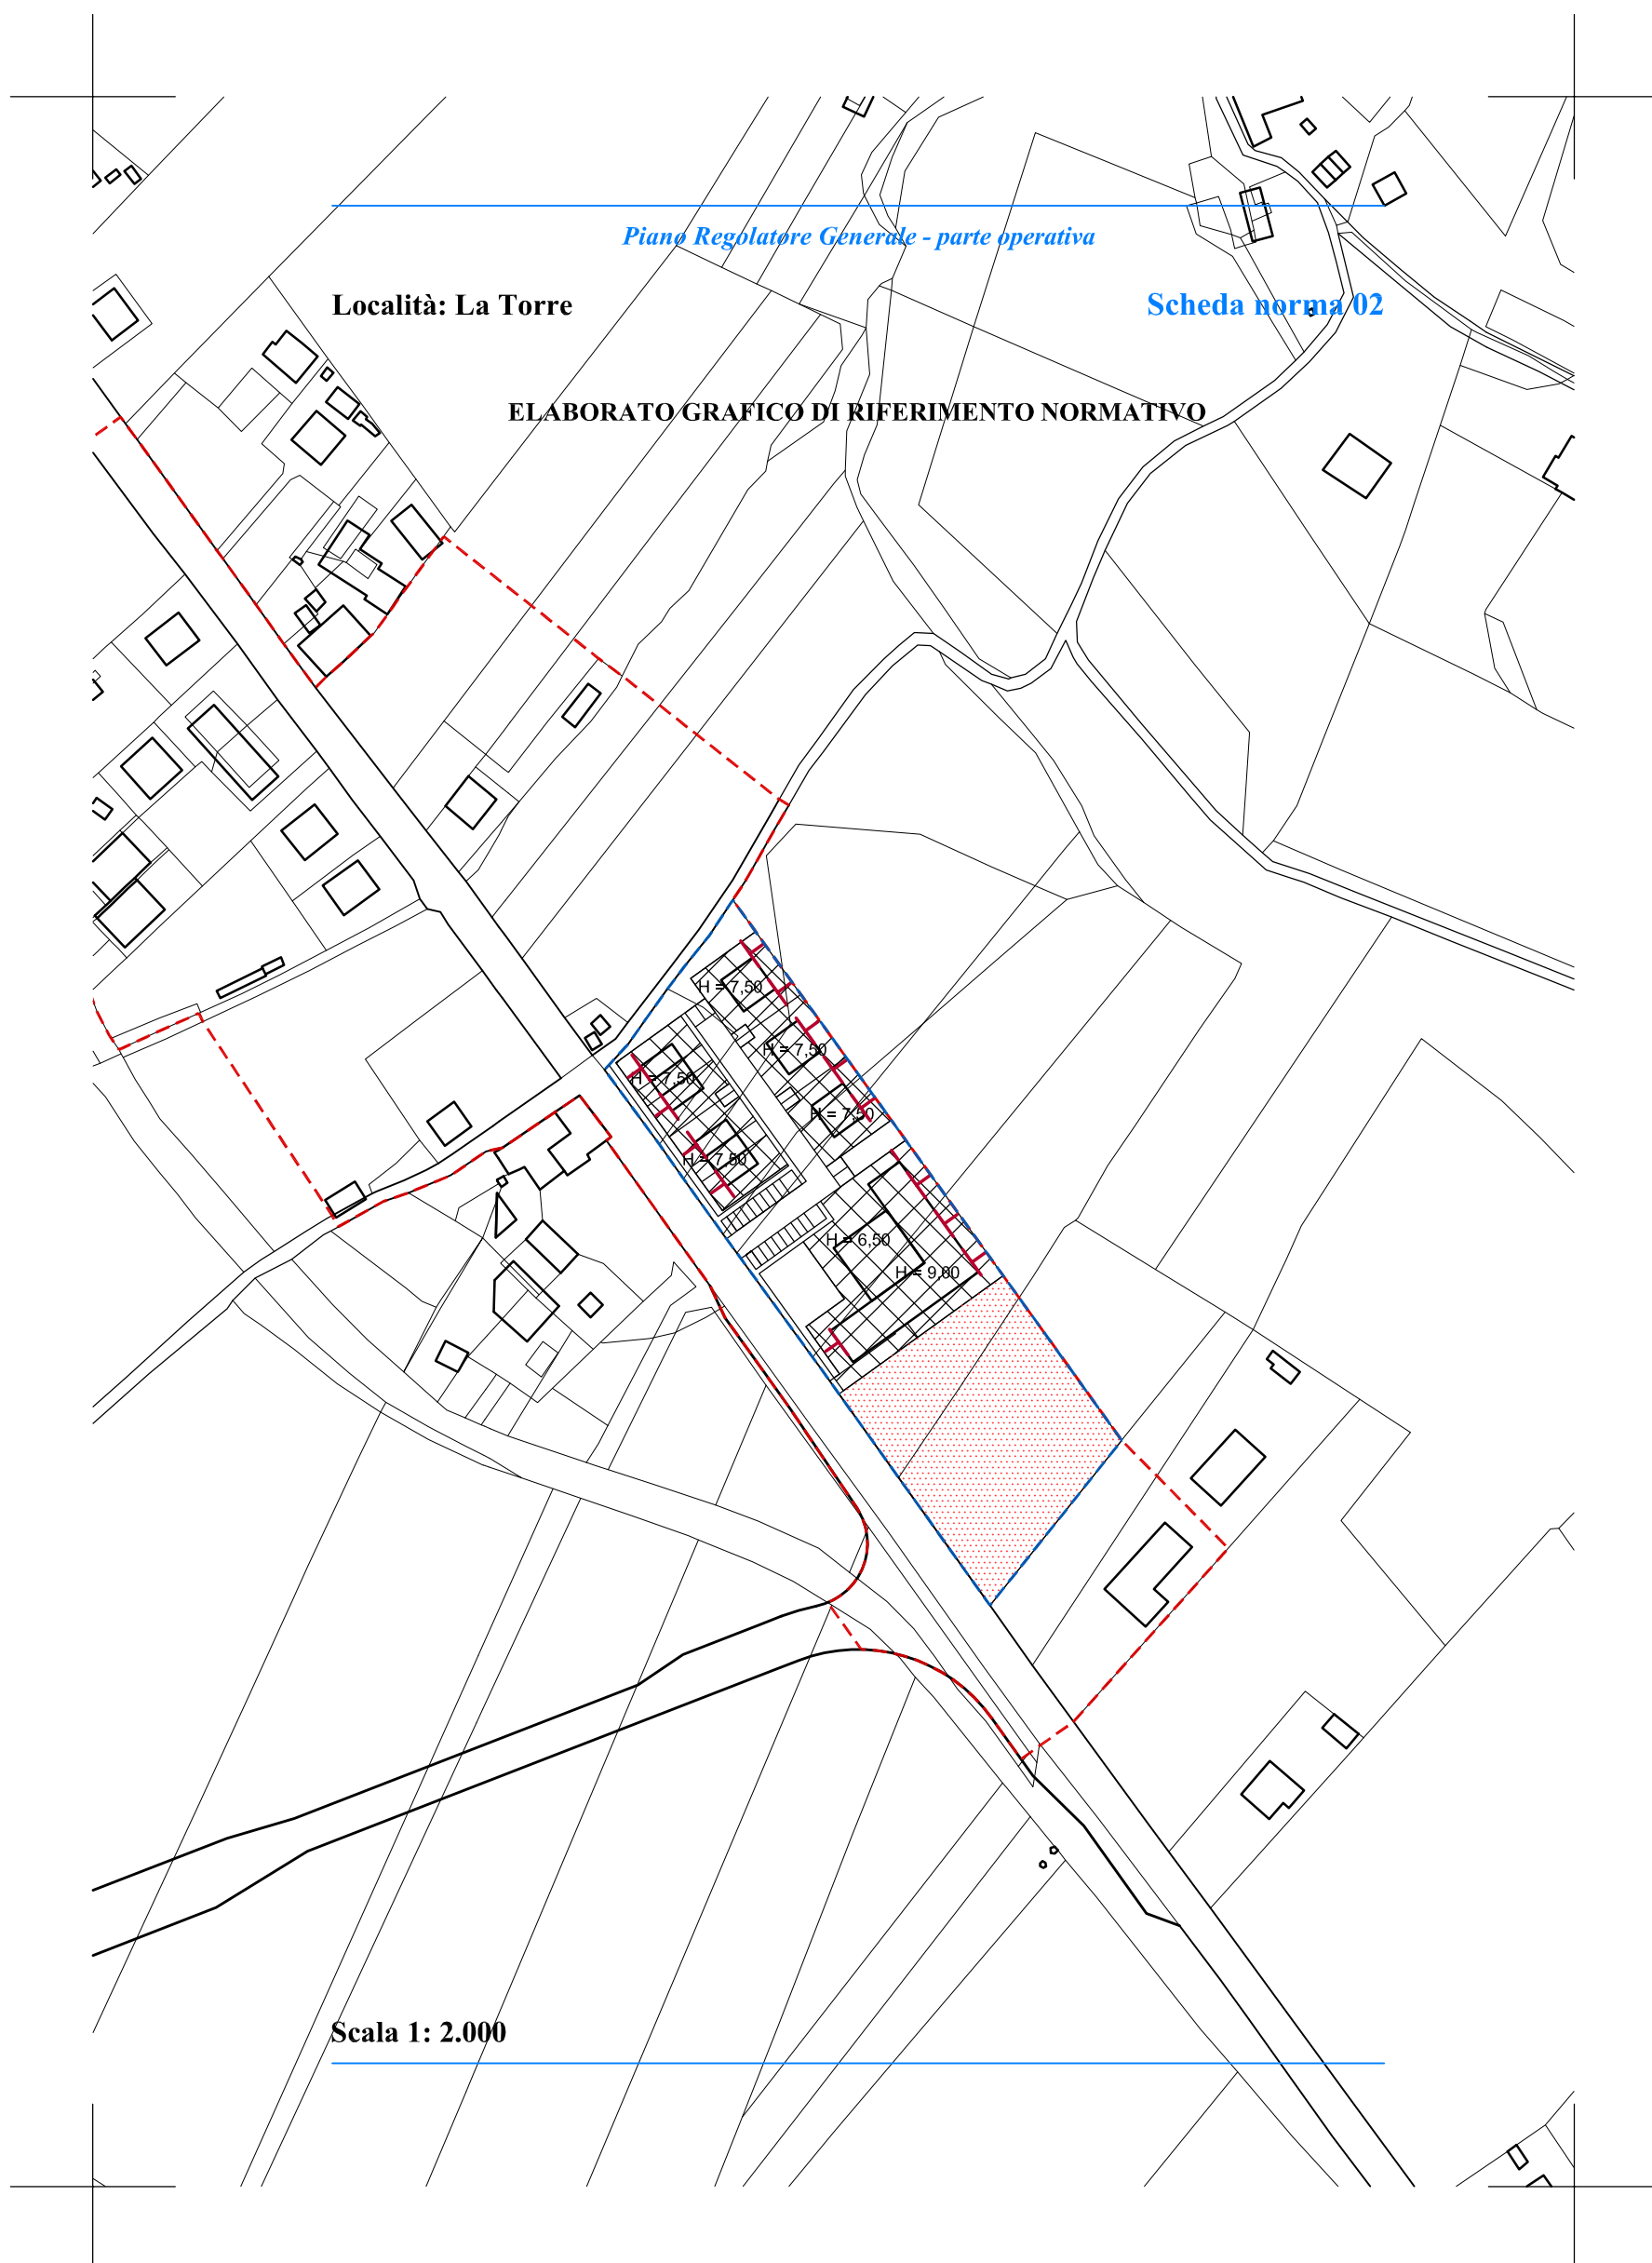 Piano Regolatore Generale - parte operativa
Località: La Torre
Scheda norma 02
ELABORATO GRAFICO DI RIFERIMENTO NORMATIVO
H = 7,50
H = 7,50
H = 7,50
H = 7,50
H = 7,50
H = 6,50
H = 9,00
Scala 1: 2.000